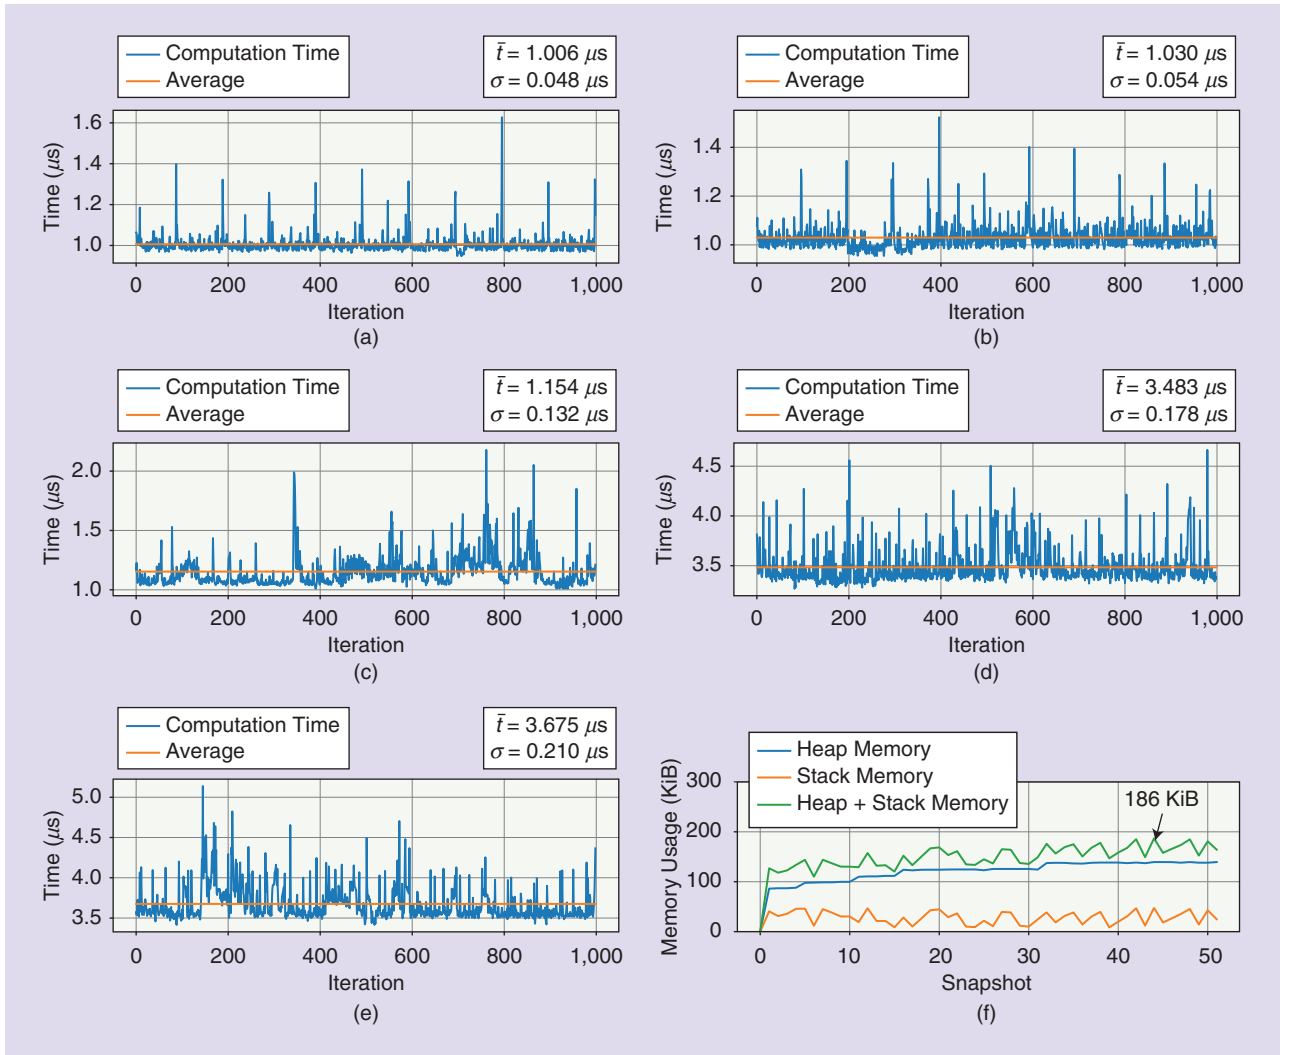 Computation Time
Average
t̄ = 1.006 μs
σ = 0.048 μs
Time (μs)
1.6
1.4
1.2
1.0
0 200 400 600 800 1,000
Iteration
(a)
Computation Time
Average
t̄ = 1.030 μs
σ = 0.054 μs
Time (μs)
1.4
1.2
1.0
0 200 400 600 800 1,000
Iteration
(b)
Computation Time
Average
t̄ = 1.154 μs
σ = 0.132 μs
Time (μs)
2.0
1.5
1.0
0 200 400 600 800 1,000
Iteration
(c)
Computation Time
Average
t̄ = 3.483 μs
σ = 0.178 μs
Time (μs)
4.5
4.0
3.5
0 200 400 600 800 1,000
Iteration
(d)
Computation Time
Average
t̄ = 3.675 μs
σ = 0.210 μs
Time (μs)
5.0
4.5
4.0
3.5
0 200 400 600 800 1,000
Iteration
(e)
Heap Memory
Stack Memory
Heap + Stack Memory
Memory Usage (KiB)
300
200
100
0
186 KiB
0 10 20 30 40 50
Snapshot
(f)